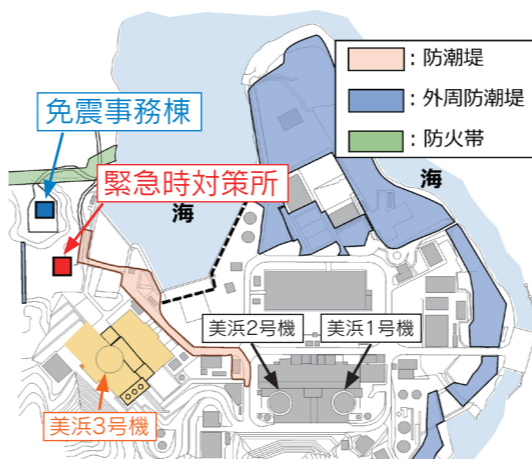 :防潮堤
:外周防潮堤
:防火帯
免震事務棟
緊急時対策所
海
海
美浜2号機
美浜1号機
美浜3号機